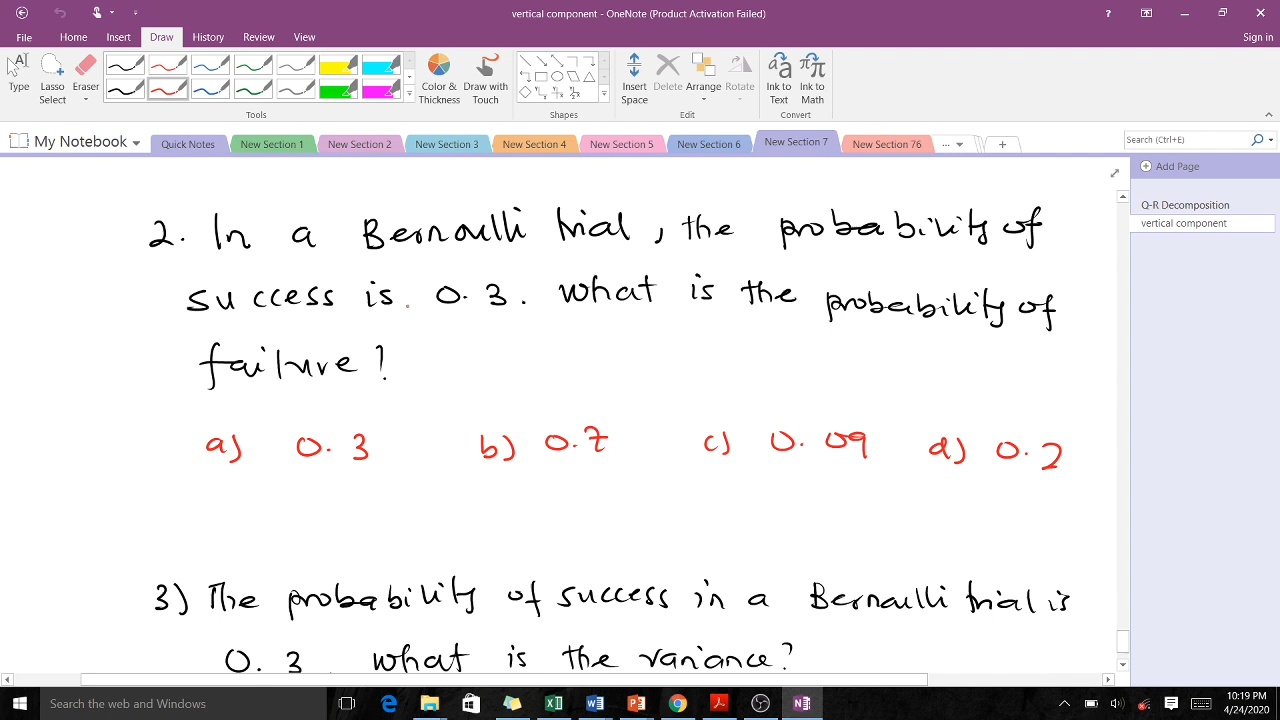 vertical component - OneNote (Product Activation Failed)
File Home Insert Draw History Review View Sign in
Type Lasso Select Eraser Color & Thickness Draw with Touch Insert Space Delete Arrange Rotate Ink to Text Ink to Math
Tools Shapes Edit Convert
My Notebook Quick Notes New Section 1 New Section 2 New Section 3 New Section 4 New Section 5 New Section 6 New Section 7 New Section 76 ... Search (Ctrl+E)
Add Page
Q-R Decomposition
vertical component
2. In a Bernoulli trial, the probability of
success is 0.3. What is the probability of
failure?
a) 0.3 b) 0.7 c) 0.09 d) 0.2
3) The probability of success in a Bernoulli trial is
0.3 what is the variance?
Search the web and Windows
10:19 PM
4/24/2020